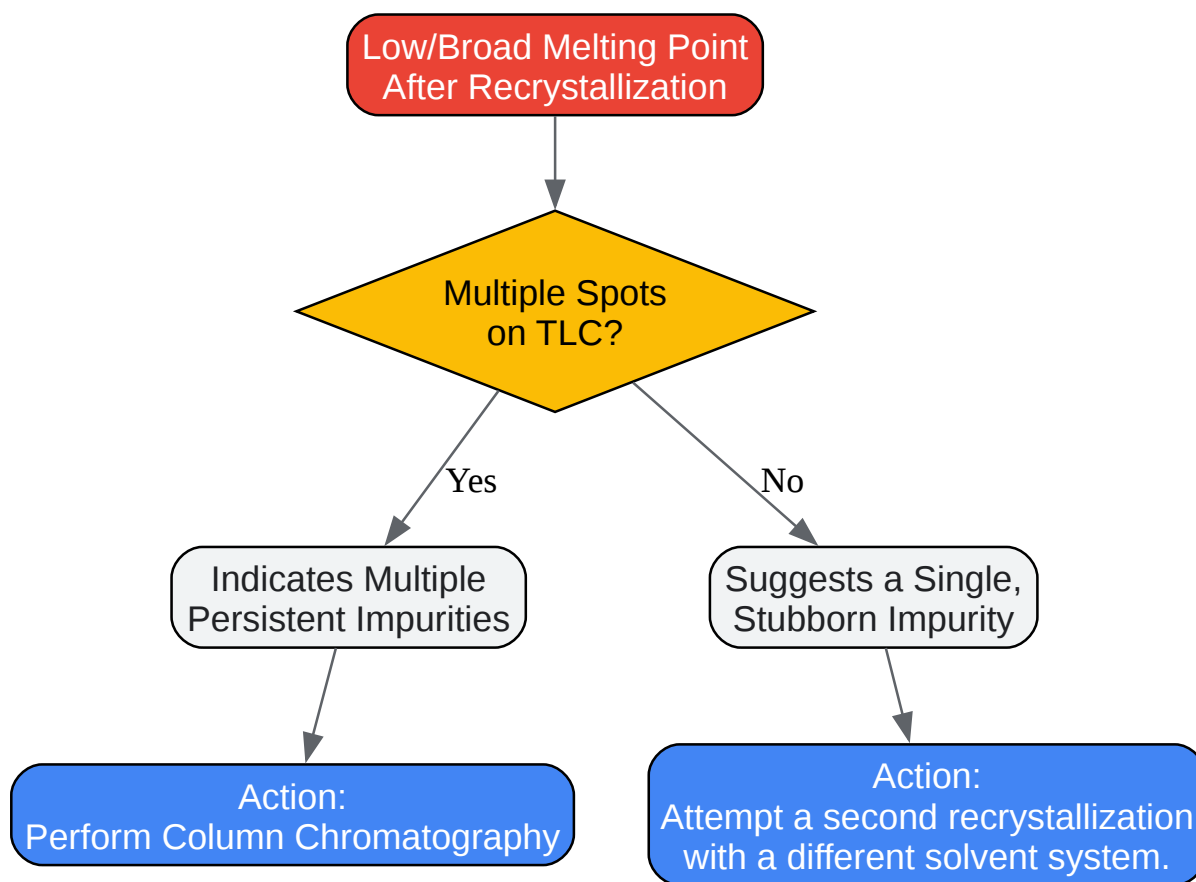 Low/Broad Melting Point
After Recrystallization
Multiple Spots
on TLC?
Yes
No
Indicates Multiple
Persistent Impurities
Suggests a Single,
Stubborn Impurity
Action:
Perform Column Chromatography
Action:
Attempt a second recrystallization
with a different solvent system.